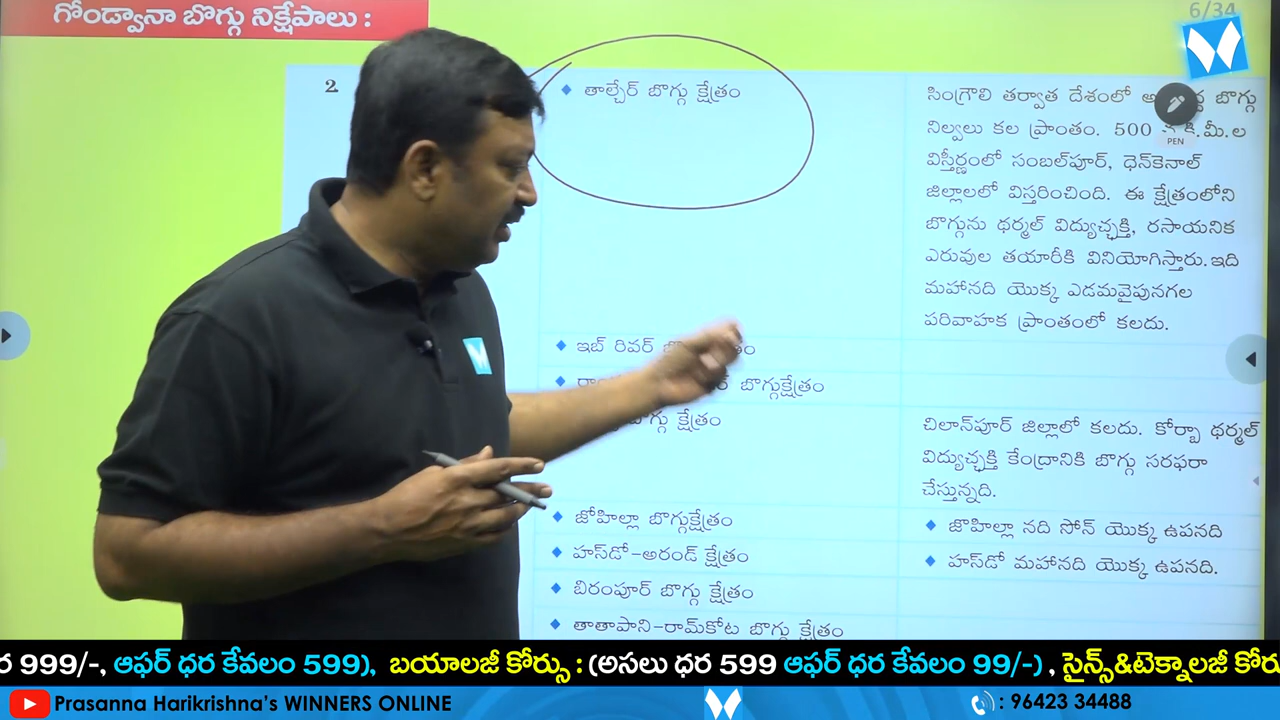 గోండ్వానా బొగ్గు నిక్షేపాలు :
6/34
2
తాల్చేర్ బొగ్గు క్షేత్రం
సింగ్రౌలి తర్వాత దేశంలో బొగ్గు
నిల్వలు కల ప్రాంతం. 500 కి.మీ.ల
విస్తీర్ణంలో సంబల్‌పూర్, ధెన్‌కెనాల్
జిల్లాలలో విస్తరించింది. ఈ క్షేత్రంలోని
బొగ్గును థర్మల్ విద్యుచ్ఛక్తి, రసాయనిక
ఎరువుల తయారీకి వినియోగిస్తారు.ఇది
మహానది యొక్క ఎడమవైపునగల
పరివాహక ప్రాంతంలో కలదు.
PEN
ఇబ్ రివర్
బొగ్గుక్షేత్రం
క్షేత్రం
చిలాన్‌పూర్ జిల్లాలో కలదు. కోర్బా థర్మల్
విద్యుచ్ఛక్తి కేంద్రానికి బొగ్గు సరఫరా
చేస్తున్నది.
జోహిల్లా బొగ్గుక్షేత్రం
జొహిల్లా నది సోన్ యొక్క ఉపనది
హస్‌డో-అరండ్ క్షేత్రం
హస్‌డో మహానది యొక్క ఉపనది.
బిరంపూర్ బొగ్గు క్షేత్రం
తాతాపాని-రామ్‌కోట బొగ్గు క్షేత్రం
ర 999/-, ఆఫర్ ధర కేవలం 599), బయాలజీ కోర్సు : (అసలు ధర 599 ఆఫర్ ధర కేవలం 99/-) , సైన్స్&టెక్నాలజీ
Prasanna Harikrishna's WINNERS ONLINE
: 96423 34488